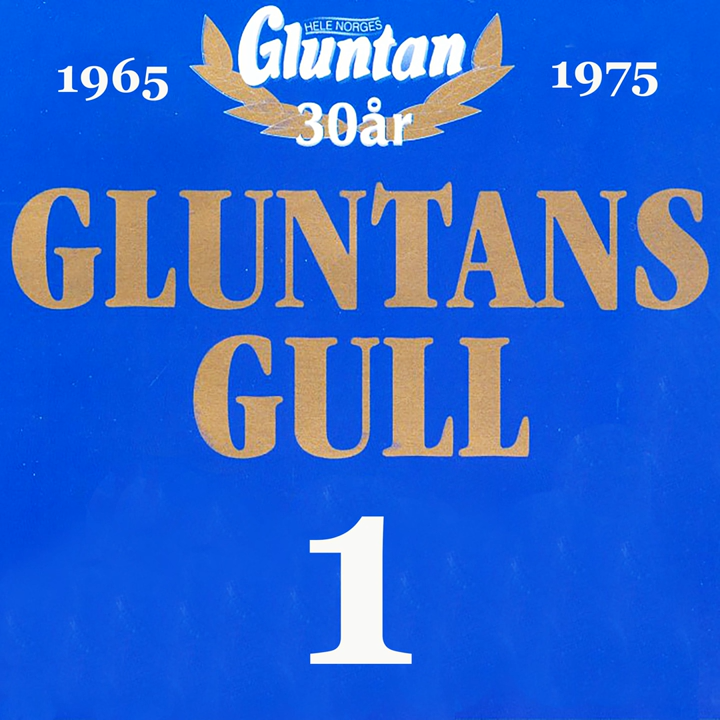 HELE NORGES
Gluntan
1965
1975
30år
GLUNTANS
GULL
1